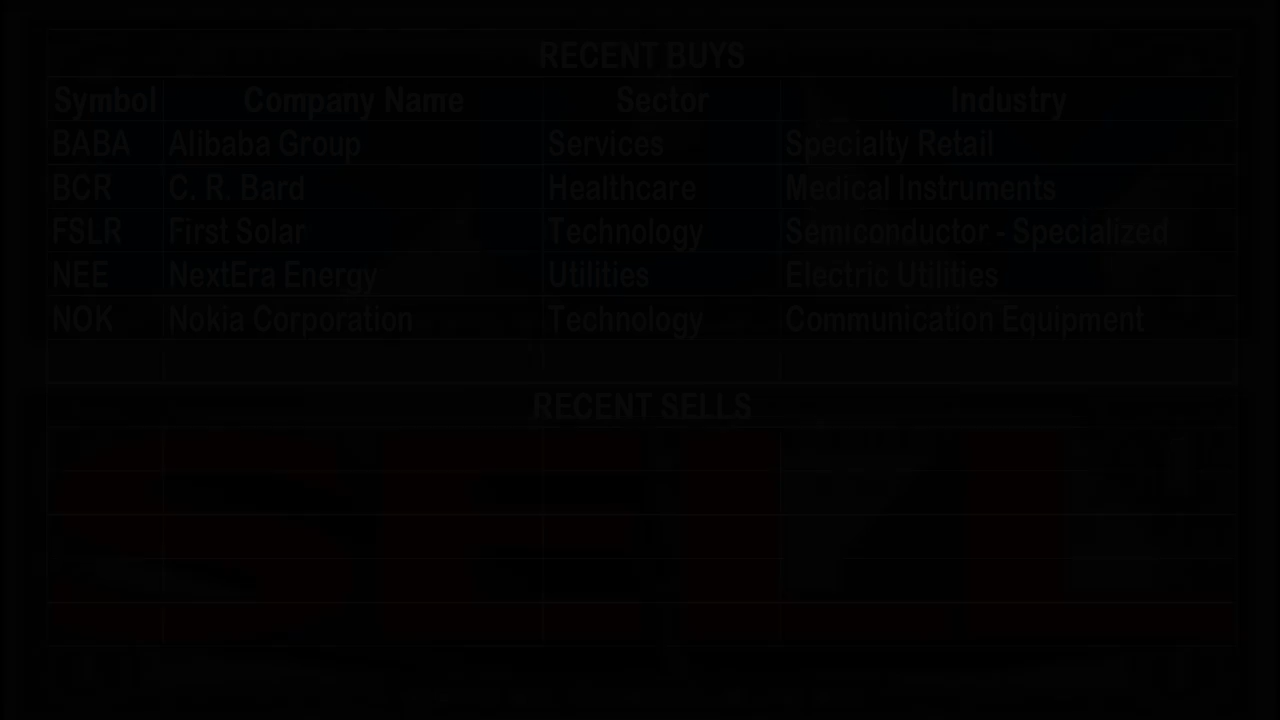 RECENT BUYS
Symbol Company Name Sector Industry
BABA Alibaba Group Services Specialty Retail
BCR C. R. Bard Healthcare Medical Instruments
FSLR First Solar Technology Semiconductor - Specialized
NEE NextEra Energy Utilities Electric Utilities
NOK Nokia Corporation Technology Communication Equipment
RECENT SELLS